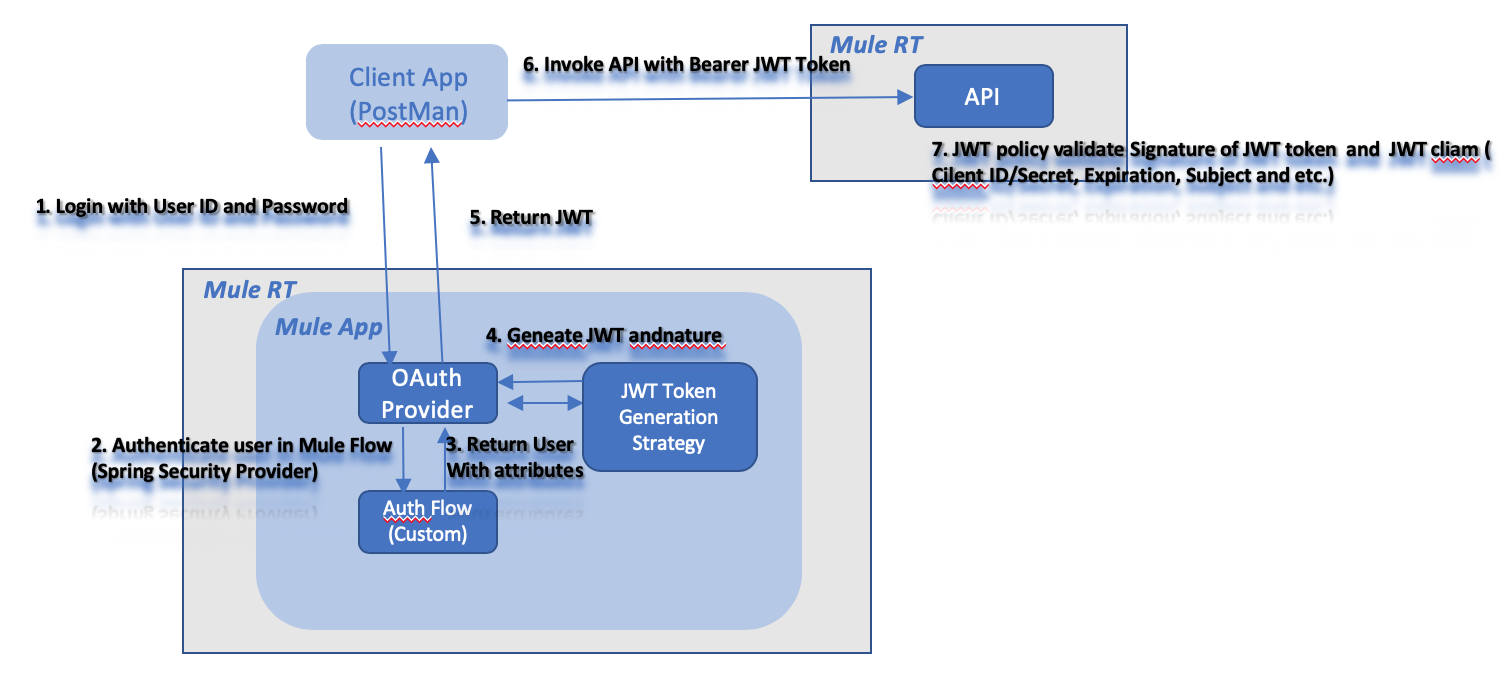 Mule RT
Client App
(PostMan)
6. Invoke API with Bearer JWT Token
API
7. JWT policy validate Signature of JWT token and JWT cliam (
Cilent ID/Secret, Expiration, Subject and etc.)
1. Login with User ID and Password
5. Return JWT
Mule RT
Mule App
4. Geneate JWT andnature
OAuth
Provider
JWT Token
Generation
Strategy
2. Authenticate user in Mule Flow
(Spring Security Provider)
3. Return User
With attributes
Auth Flow
(Custom)